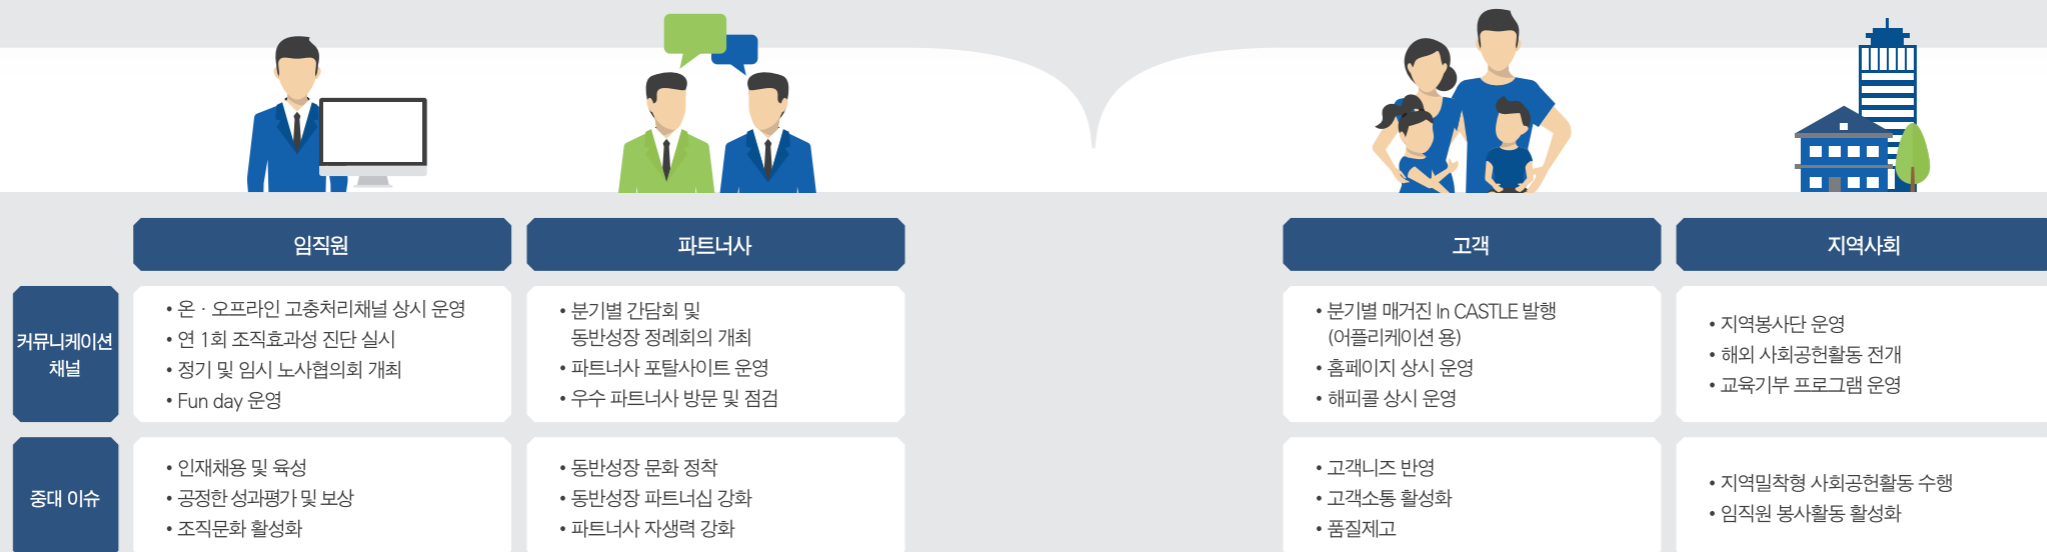 임직원
파트너사
고객
지역사회
커뮤니케이션
채널
• 온 · 오프라인 고충처리채널 상시 운영
• 연 1회 조직효과성 진단 실시
• 정기 및 임시 노사협의회 개최
• Fun day 운영
• 분기별 간담회 및
동반성장 정례회의 개최
• 파트너사 포탈사이트 운영
• 우수 파트너사 방문 및 점검
• 분기별 매거진 In CASTLE 발행
(어플리케이션 용)
• 홈페이지 상시 운영
• 해피콜 상시 운영
• 지역봉사단 운영
• 해외 사회공헌활동 전개
• 교육기부 프로그램 운영
중대 이슈
• 인재채용 및 육성
• 공정한 성과평가 및 보상
• 조직문화 활성화
• 동반성장 문화 정착
• 동반성장 파트너십 강화
• 파트너사 자생력 강화
• 고객니즈 반영
• 고객소통 활성화
• 품질제고
• 지역밀착형 사회공헌활동 수행
• 임직원 봉사활동 활성화